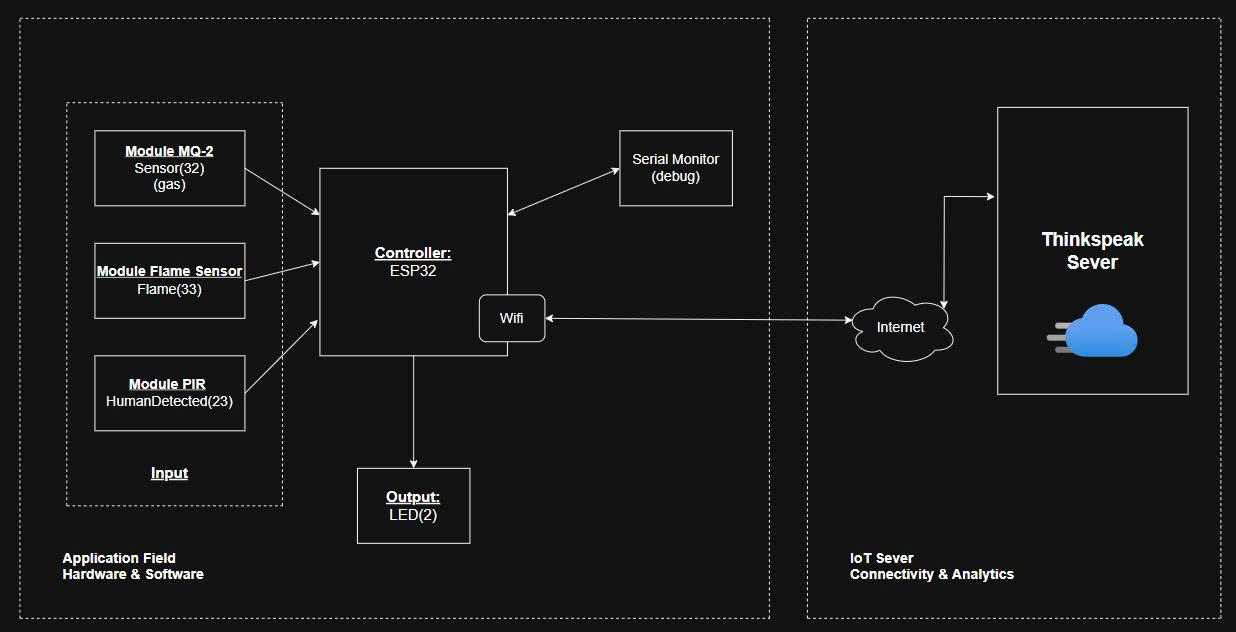 Module MQ-2
Sensor(32)
(gas)
Module Flame Sensor
Flame(33)
Module PIR
HumanDetected(23)
Input
Controller:
ESP32
Wifi
Serial Monitor
(debug)
Output:
LED(2)
Application Field
Hardware & Software
Internet
Thinkspeak
Sever
IoT Sever
Connectivity & Analytics